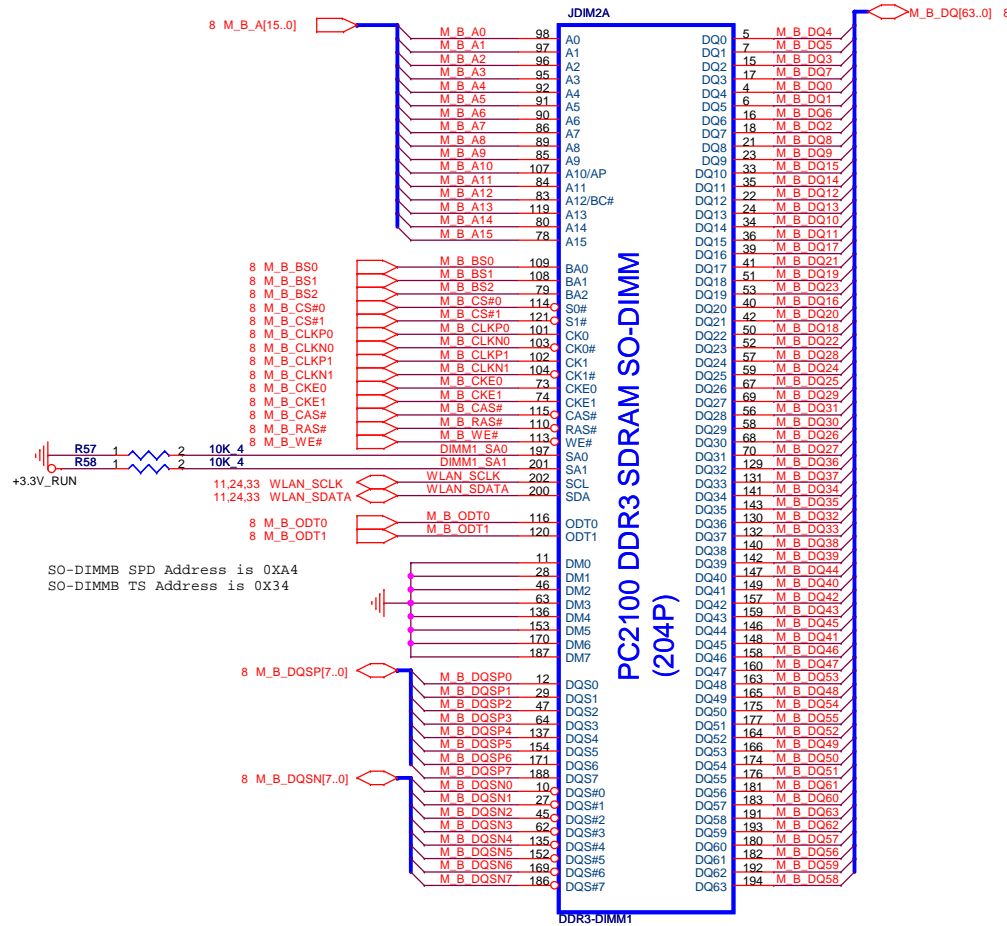 JDIM2A
8 M_B_A[15..0]
M_B_DQ[63..0] 8
M_B_A0 98 A0
M_B_A1 97 A1
M_B_A2 96 A2
M_B_A3 95 A3
M_B_A4 92 A4
M_B_A5 91 A5
M_B_A6 90 A6
M_B_A7 86 A7
M_B_A8 89 A8
M_B_A9 85 A9
M_B_A10 107 A10/AP
M_B_A11 84 A11
M_B_A12 83 A12/BC#
M_B_A13 119 A13
M_B_A14 80 A14
M_B_A15 78 A15
8 M_B_BS0 M_B_BS0 109 BA0
8 M_B_BS1 M_B_BS1 108 BA1
8 M_B_BS2 M_B_BS2 79 BA2
8 M_B_CS#0 M_B_CS#0 114 S0#
8 M_B_CS#1 M_B_CS#1 121 S1#
8 M_B_CLKP0 M_B_CLKP0 101 CK0
8 M_B_CLKN0 M_B_CLKN0 103 CK0#
8 M_B_CLKP1 M_B_CLKP1 102 CK1
8 M_B_CLKN1 M_B_CLKN1 104 CK1#
8 M_B_CKE0 M_B_CKE0 73 CKE0
8 M_B_CKE1 M_B_CKE1 74 CKE1
8 M_B_CAS# M_B_CAS# 115 CAS#
8 M_B_RAS# M_B_RAS# 110 RAS#
8 M_B_WE# M_B_WE# 113 WE#
R57 1 2 10K_4 DIMM1_SA0 197 SA0
R58 1 2 10K_4 DIMM1_SA1 201 SA1
+3.3V_RUN
11,24,33 WLAN_SCLK WLAN_SCLK 202 SCL
11,24,33 WLAN_SDATA WLAN_SDATA 200 SDA
8 M_B_ODT0 M_B_ODT0 116 ODT0
8 M_B_ODT1 M_B_ODT1 120 ODT1
SO-DIMMB SPD Address is 0XA4
SO-DIMMB TS Address is 0X34
11 DM0
28 DM1
46 DM2
63 DM3
136 DM4
153 DM5
170 DM6
187 DM7
8 M_B_DQSP[7..0]
M_B_DQSP0 12 DQS0
M_B_DQSP1 29 DQS1
M_B_DQSP2 47 DQS2
M_B_DQSP3 64 DQS3
M_B_DQSP4 137 DQS4
M_B_DQSP5 154 DQS5
M_B_DQSP6 171 DQS6
M_B_DQSP7 188 DQS7
8 M_B_DQSN[7..0]
M_B_DQSN0 10 DQS#0
M_B_DQSN1 27 DQS#1
M_B_DQSN2 45 DQS#2
M_B_DQSN3 62 DQS#3
M_B_DQSN4 135 DQS#4
M_B_DQSN5 152 DQS#5
M_B_DQSN6 169 DQS#6
M_B_DQSN7 186 DQS#7
PC2100 DDR3 SDRAM SO-DIMM
(204P)
DQ0 5 M_B_DQ4
DQ1 7 M_B_DQ5
DQ2 15 M_B_DQ3
DQ3 17 M_B_DQ7
DQ4 4 M_B_DQ0
DQ5 6 M_B_DQ1
DQ6 16 M_B_DQ6
DQ7 18 M_B_DQ2
DQ8 21 M_B_DQ8
DQ9 23 M_B_DQ9
DQ10 33 M_B_DQ15
DQ11 35 M_B_DQ14
DQ12 22 M_B_DQ12
DQ13 24 M_B_DQ13
DQ14 34 M_B_DQ10
DQ15 36 M_B_DQ11
DQ16 39 M_B_DQ17
DQ17 41 M_B_DQ21
DQ18 51 M_B_DQ19
DQ19 53 M_B_DQ23
DQ20 40 M_B_DQ16
DQ21 42 M_B_DQ20
DQ22 50 M_B_DQ18
DQ23 52 M_B_DQ22
DQ24 57 M_B_DQ28
DQ25 59 M_B_DQ24
DQ26 67 M_B_DQ25
DQ27 69 M_B_DQ29
DQ28 56 M_B_DQ31
DQ29 58 M_B_DQ30
DQ30 68 M_B_DQ26
DQ31 70 M_B_DQ27
DQ32 129 M_B_DQ36
DQ33 131 M_B_DQ37
DQ34 141 M_B_DQ34
DQ35 143 M_B_DQ35
DQ36 130 M_B_DQ32
DQ37 132 M_B_DQ33
DQ38 140 M_B_DQ38
DQ39 142 M_B_DQ39
DQ40 147 M_B_DQ44
DQ41 149 M_B_DQ40
DQ42 157 M_B_DQ42
DQ43 159 M_B_DQ43
DQ44 146 M_B_DQ45
DQ45 148 M_B_DQ41
DQ46 158 M_B_DQ46
DQ47 160 M_B_DQ47
DQ48 163 M_B_DQ53
DQ49 165 M_B_DQ48
DQ50 175 M_B_DQ54
DQ51 177 M_B_DQ55
DQ52 164 M_B_DQ52
DQ53 166 M_B_DQ49
DQ54 174 M_B_DQ50
DQ55 176 M_B_DQ51
DQ56 181 M_B_DQ61
DQ57 183 M_B_DQ60
DQ58 191 M_B_DQ63
DQ59 193 M_B_DQ62
DQ60 180 M_B_DQ57
DQ61 182 M_B_DQ56
DQ62 192 M_B_DQ59
DQ63 194 M_B_DQ58
DDR3-DIMM1